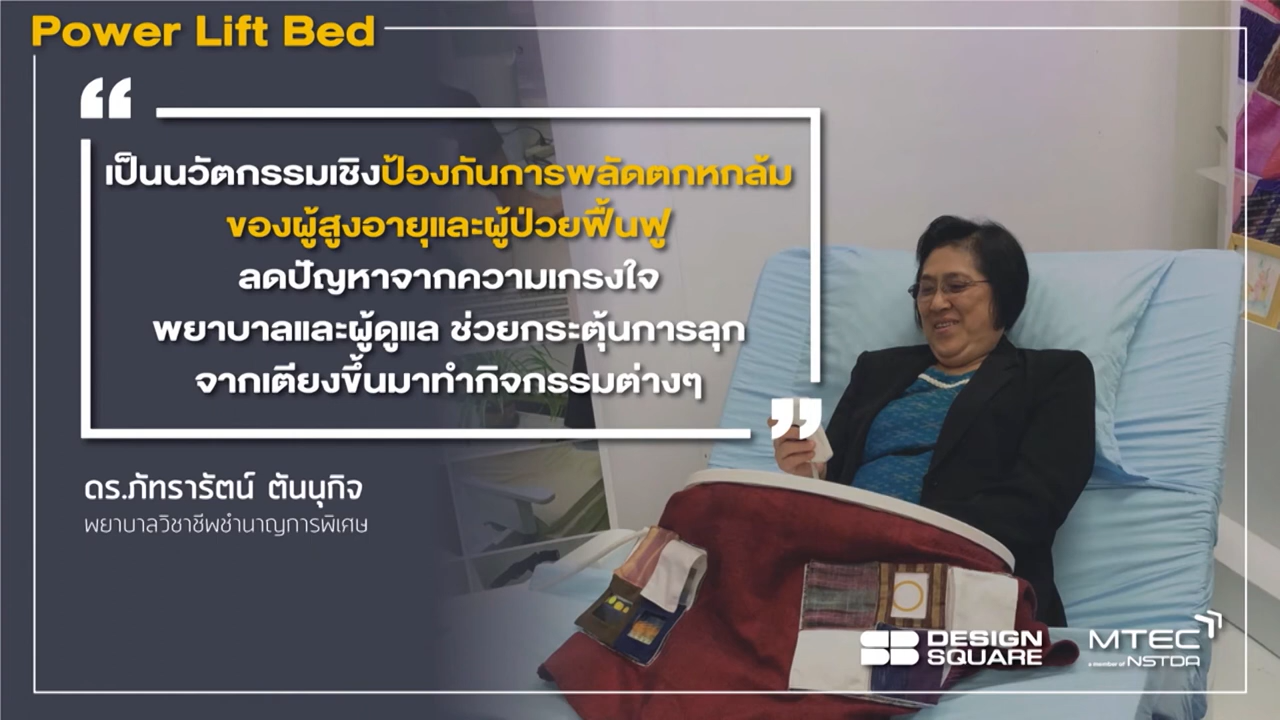 Power Lift Bed
“
เป็นนวัตกรรมเชิงป้องกันการพลัดตกหกล้ม
ของผู้สูงอายุและผู้ป่วยฟื้นฟู
ลดปัญหาจากความเกรงใจ
พยาบาลและผู้ดูแล ช่วยกระตุ้นการลุก
จากเตียงขึ้นมาทำกิจกรรมต่างๆ
”
ดร.ภัทรารัตน์ ตันนุกิจ
พยาบาลวิชาชีพชำนาญการพิเศษ
SB DESIGN
SQUARE
MTEC
a member of NSTDA